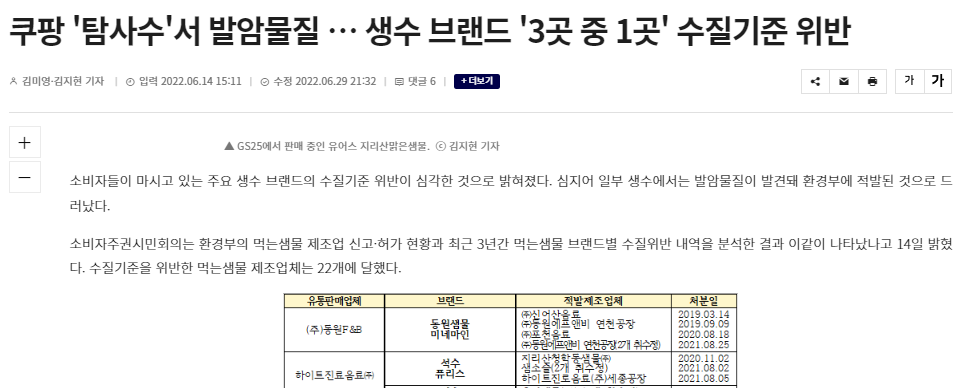 쿠팡 '탐사수'서 발암물질 … 생수 브랜드 '3곳 중 1곳' 수질기준 위반
김미영·김지현 기자 | 입력 2022.06.14 15:11 | 수정 2022.06.29 21:32 | 댓글 6 | +더보기
가 가
+
▲ GS25에서 판매 중인 유어스 지리산맑은샘물. ⓒ 김지현 기자
−
소비자들이 마시고 있는 주요 생수 브랜드의 수질기준 위반이 심각한 것으로 밝혀졌다. 심지어 일부 생수에서는 발암물질이 발견돼 환경부에 적발된 것으로 드
러났다.
소비자주권시민회의는 환경부의 먹는샘물 제조업 신고·허가 현황과 최근 3년간 먹는샘물 브랜드별 수질위반 내역을 분석한 결과 이같이 나타났나고 14일 밝혔
다. 수질기준을 위반한 먹는샘물 제조업체는 22개에 달했다.
유통판매업체 브랜드 적발제조업체 처분일
(주)동원F&B
동원샘물
미네마인
㈜신어산음료 2019.03.14
㈜동원에프앤비 연천공장 2019.09.09
㈜포천음료 2020.08.18
㈜동원에프앤비 연천공장(2개 취수정) 2021.08.25
하이트진로음료㈜
석수
퓨리스
지리산청학동샘물㈜ 2020.11.02
샘소슬(2개 취수정) 2021.08.02
하이트진로음료(주)세종공장 2021.08.05